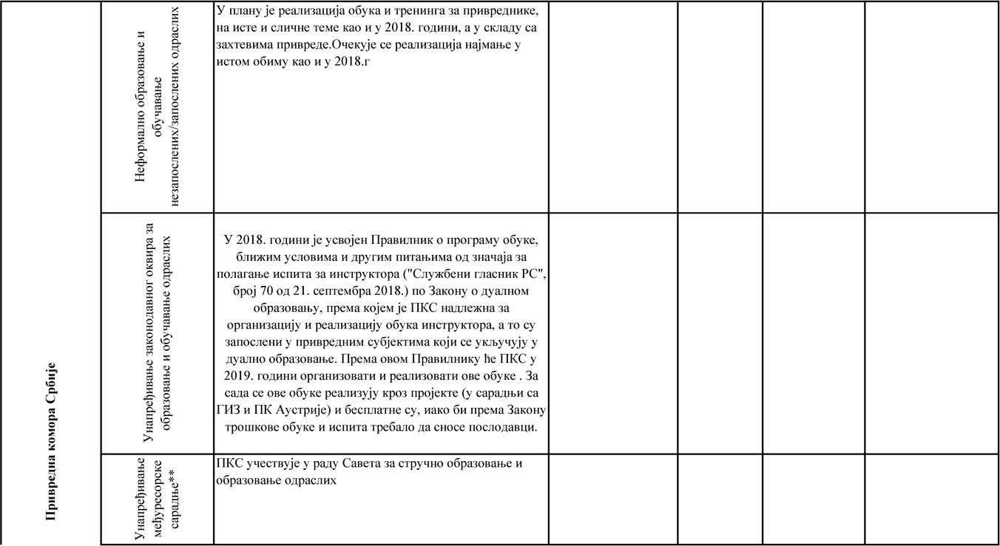 Привредна комора Србије
Неформално образовање и
обучавање
незапослених/запослених одраслих
У плану је реализација обука и тренинга за привреднике,
на исте и сличне теме као и у 2018. години, а у складу са
захтевима привреде.Очекује се реализација најмање у
истом обиму као и у 2018.г
Унапређивање законодавног оквира за
образовање и обучавање одраслих
У 2018. години је усвојен Правилник о програму обуке,
ближим условима и другим питањима од значаја за
полагање испита за инструктора ("Службени гласник РС",
број 70 од 21. септембра 2018.) по Закону о дуалном
образовању, према којем је ПКС надлежна за
организацију и реализацију обука инструктора, а то су
запослени у привредним субјектима који се укључују у
дуално образовање. Према овом Правилнику ће ПКС у
2019. години организовати и реализовати ове обуке . За
сада се ове обуке реализују кроз пројекте (у сарадњи са
ГИЗ и ПК Аустрије) и бесплатне су, иако би према Закону
трошкове обуке и испита требало да сносе послодавци.
Унапређивање
међуресорске
сарадње**
ПКС учествује у раду Савета за стручно образовање и
образовање одраслих